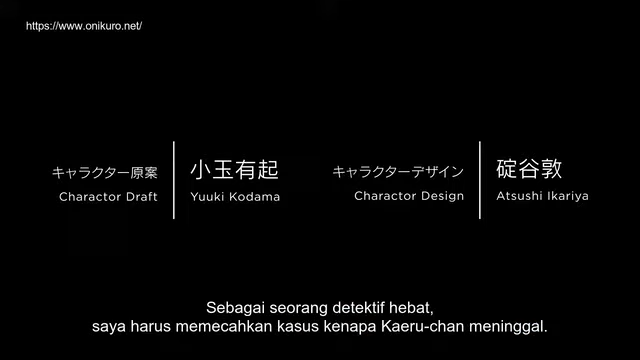 https://www.onikuro.net/
キャラクター原案
Charactor Draft
小玉有起
Yuuki Kodama
キャラクターデザイン
Charactor Design
碇谷敦
Atsushi Ikariya
Sebagai seorang detektif hebat,
saya harus memecahkan kasus kenapa Kaeru-chan meninggal.